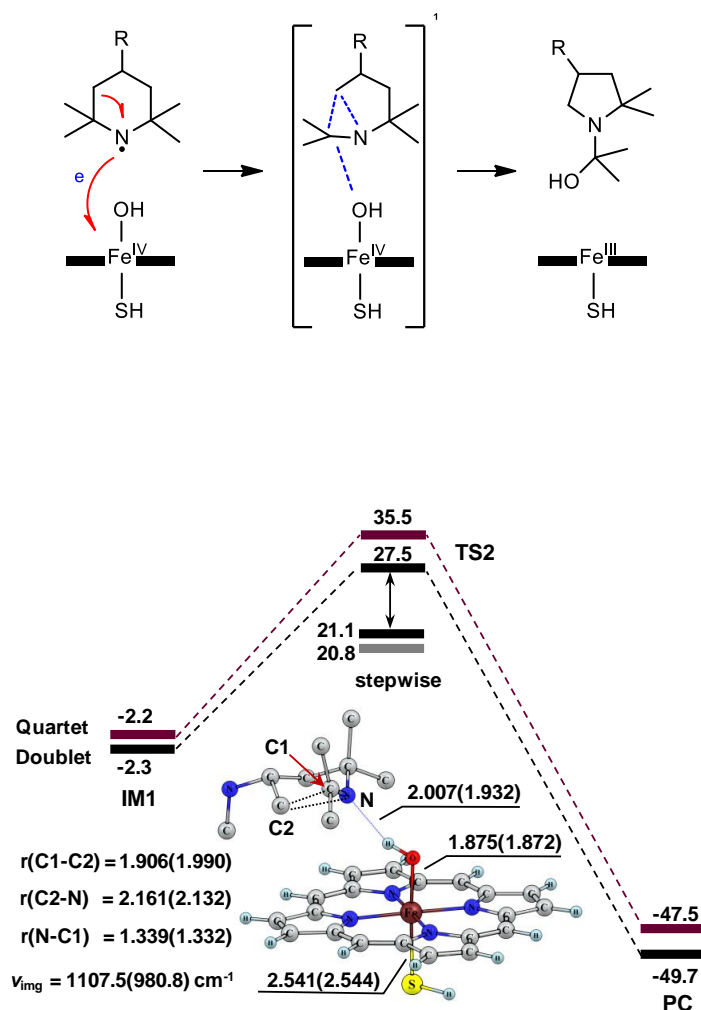 R
R
R
1
N
N
N
HO
e
OH
OH
Fe^IV
Fe^IV
Fe^III
SH
SH
SH
35.5
TS2
27.5
21.1
20.8
stepwise
Quartet
-2.2
Doublet
-2.3
IM1
C1
N
C2
2.007(1.932)
1.875(1.872)
r(C1-C2) = 1.906(1.990)
r(C2-N) = 2.161(2.132)
r(N-C1) = 1.339(1.332)
ν_img = 1107.5(980.8) cm⁻¹
2.541(2.544)
-47.5
-49.7
PC